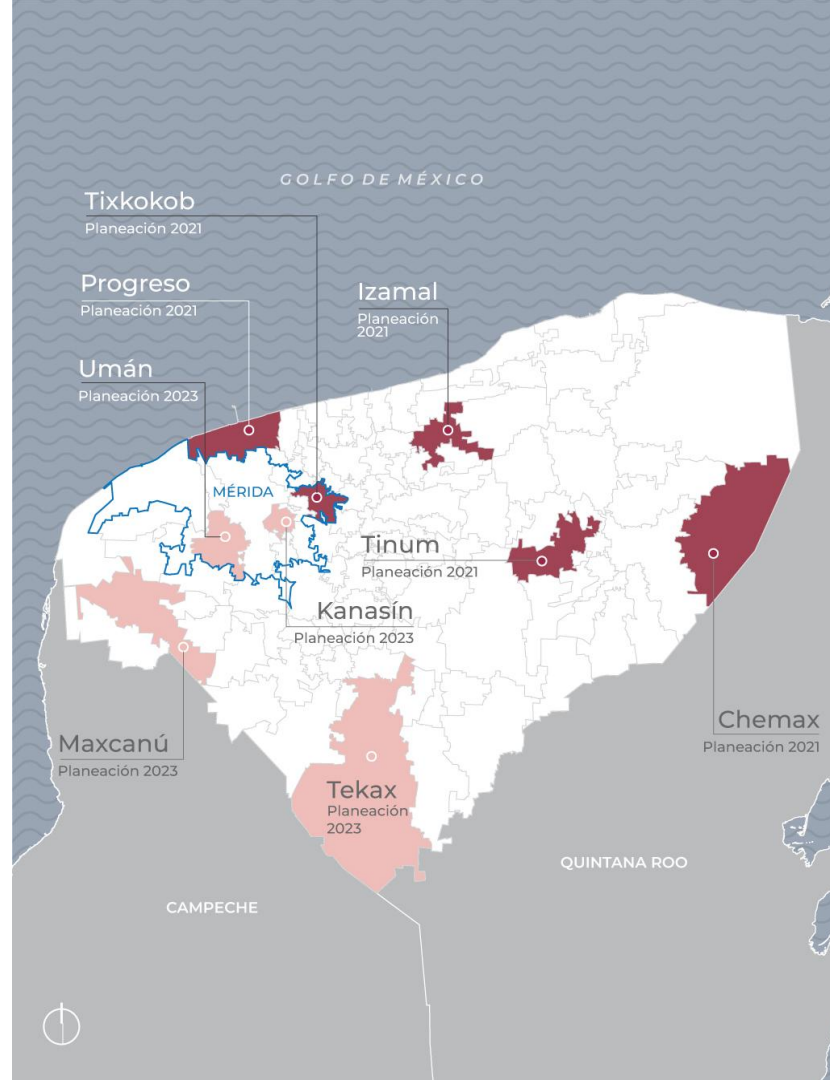 GOLFO DE MÉXICO
Tixkokob
Planeación 2021
Progreso
Planeación 2021
Izamal
Planeación
2021
Umán
Planeación 2023
MÉRIDA
Tinum
Planeación 2021
Kanasín
Planeación 2023
Chemax
Planeación 2021
Maxcanú
Planeación 2023
Tekax
Planeación
2023
QUINTANA ROO
CAMPECHE